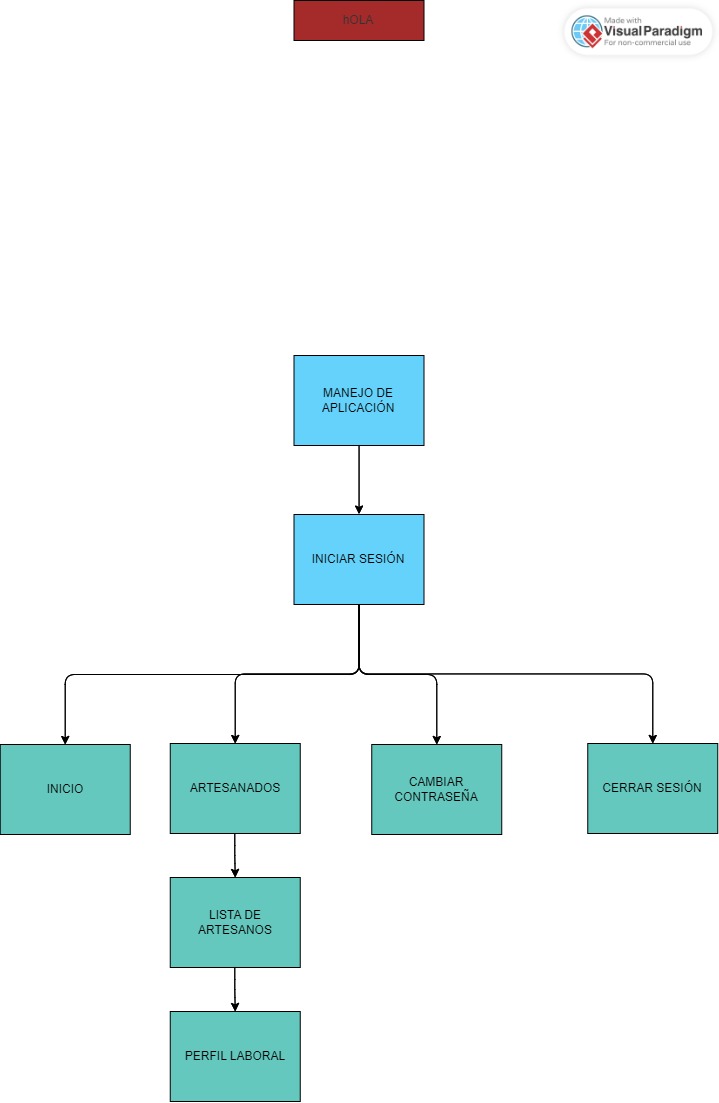 hOLA
Made with
Visual Paradigm
For non-commercial use
MANEJO DE
APLICACIÓN
INICIAR SESIÓN
INICIO
ARTESANADOS
CAMBIAR
CONTRASEÑA
CERRAR SESIÓN
LISTA DE
ARTESANOS
PERFIL LABORAL